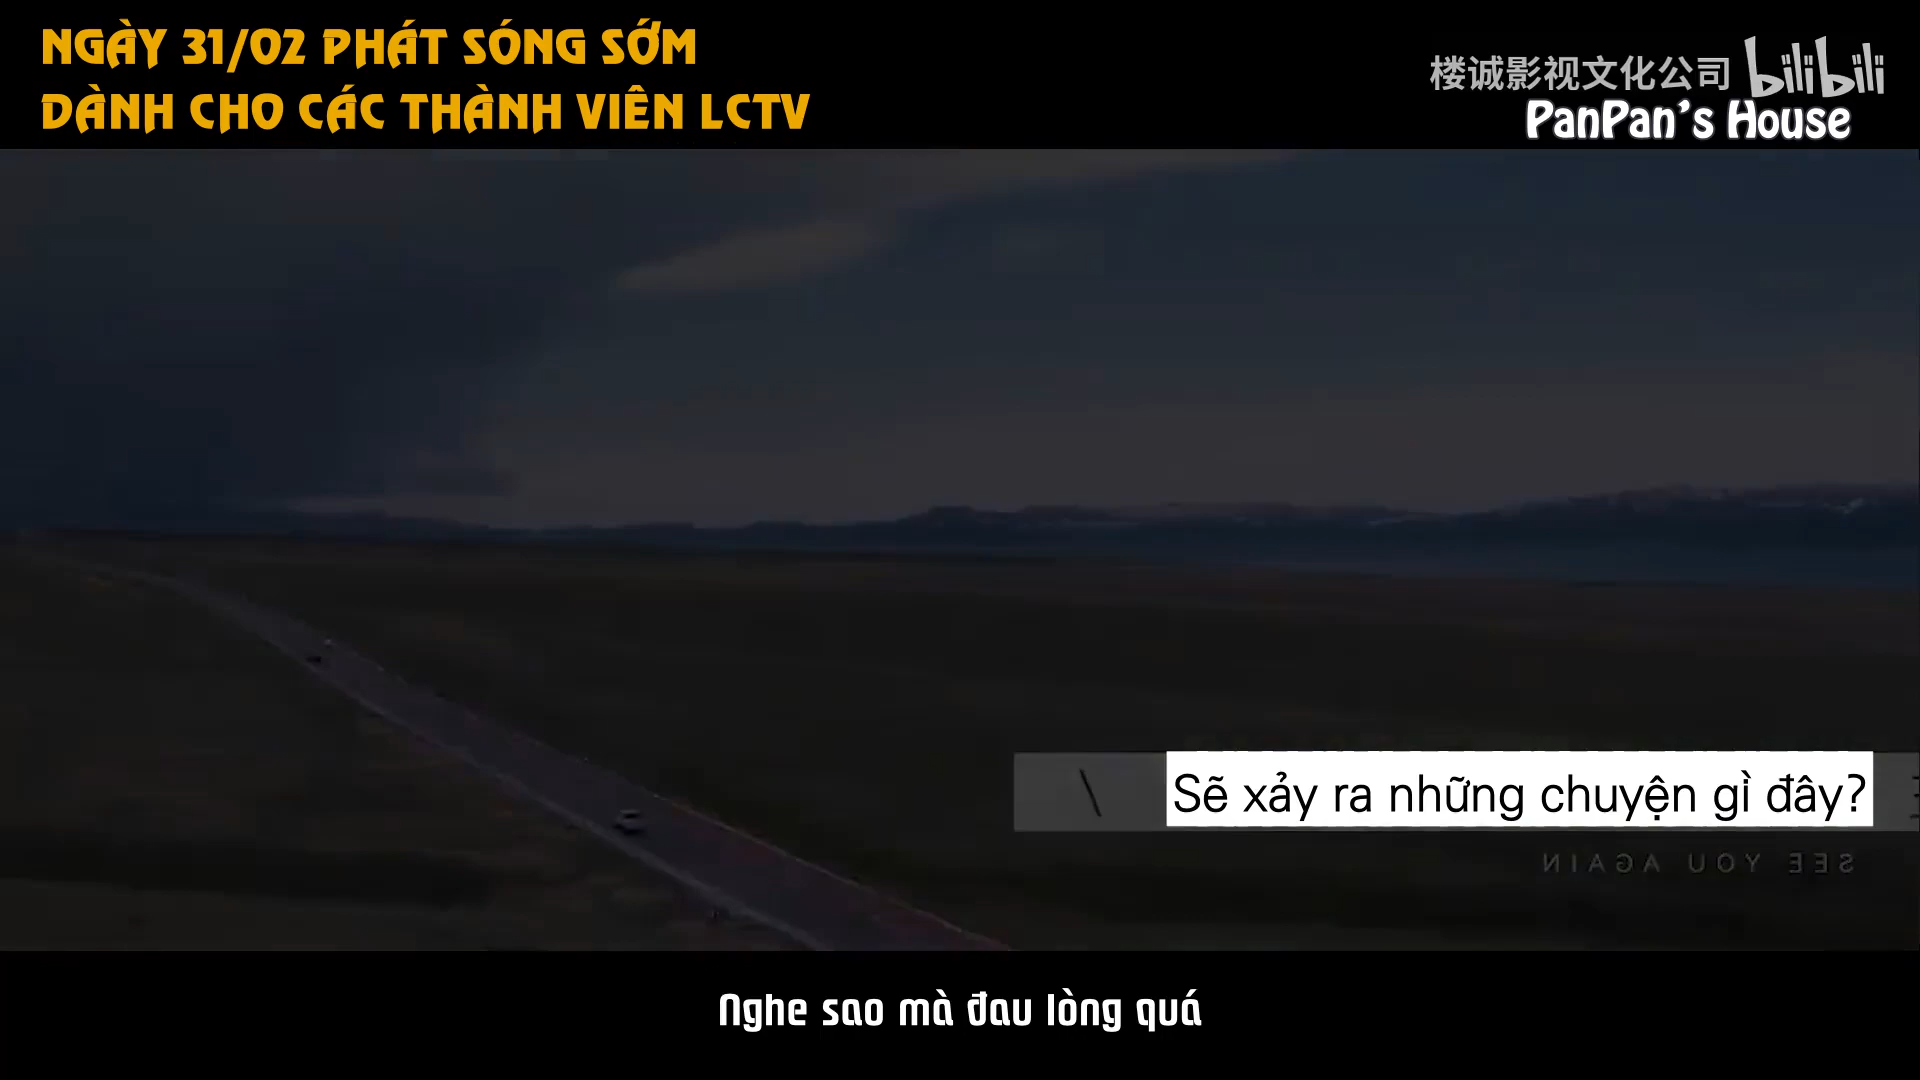 NGÀY 31/02 PHÁT SÓNG SỚM
DÀNH CHO CÁC THÀNH VIÊN LCTV
楼诚影视文化公司 bilibili
PanPan's House
\ Sẽ xảy ra những chuyện gì đây?
SEE YOU AGAIN
Nghe sao mà đau lòng quá